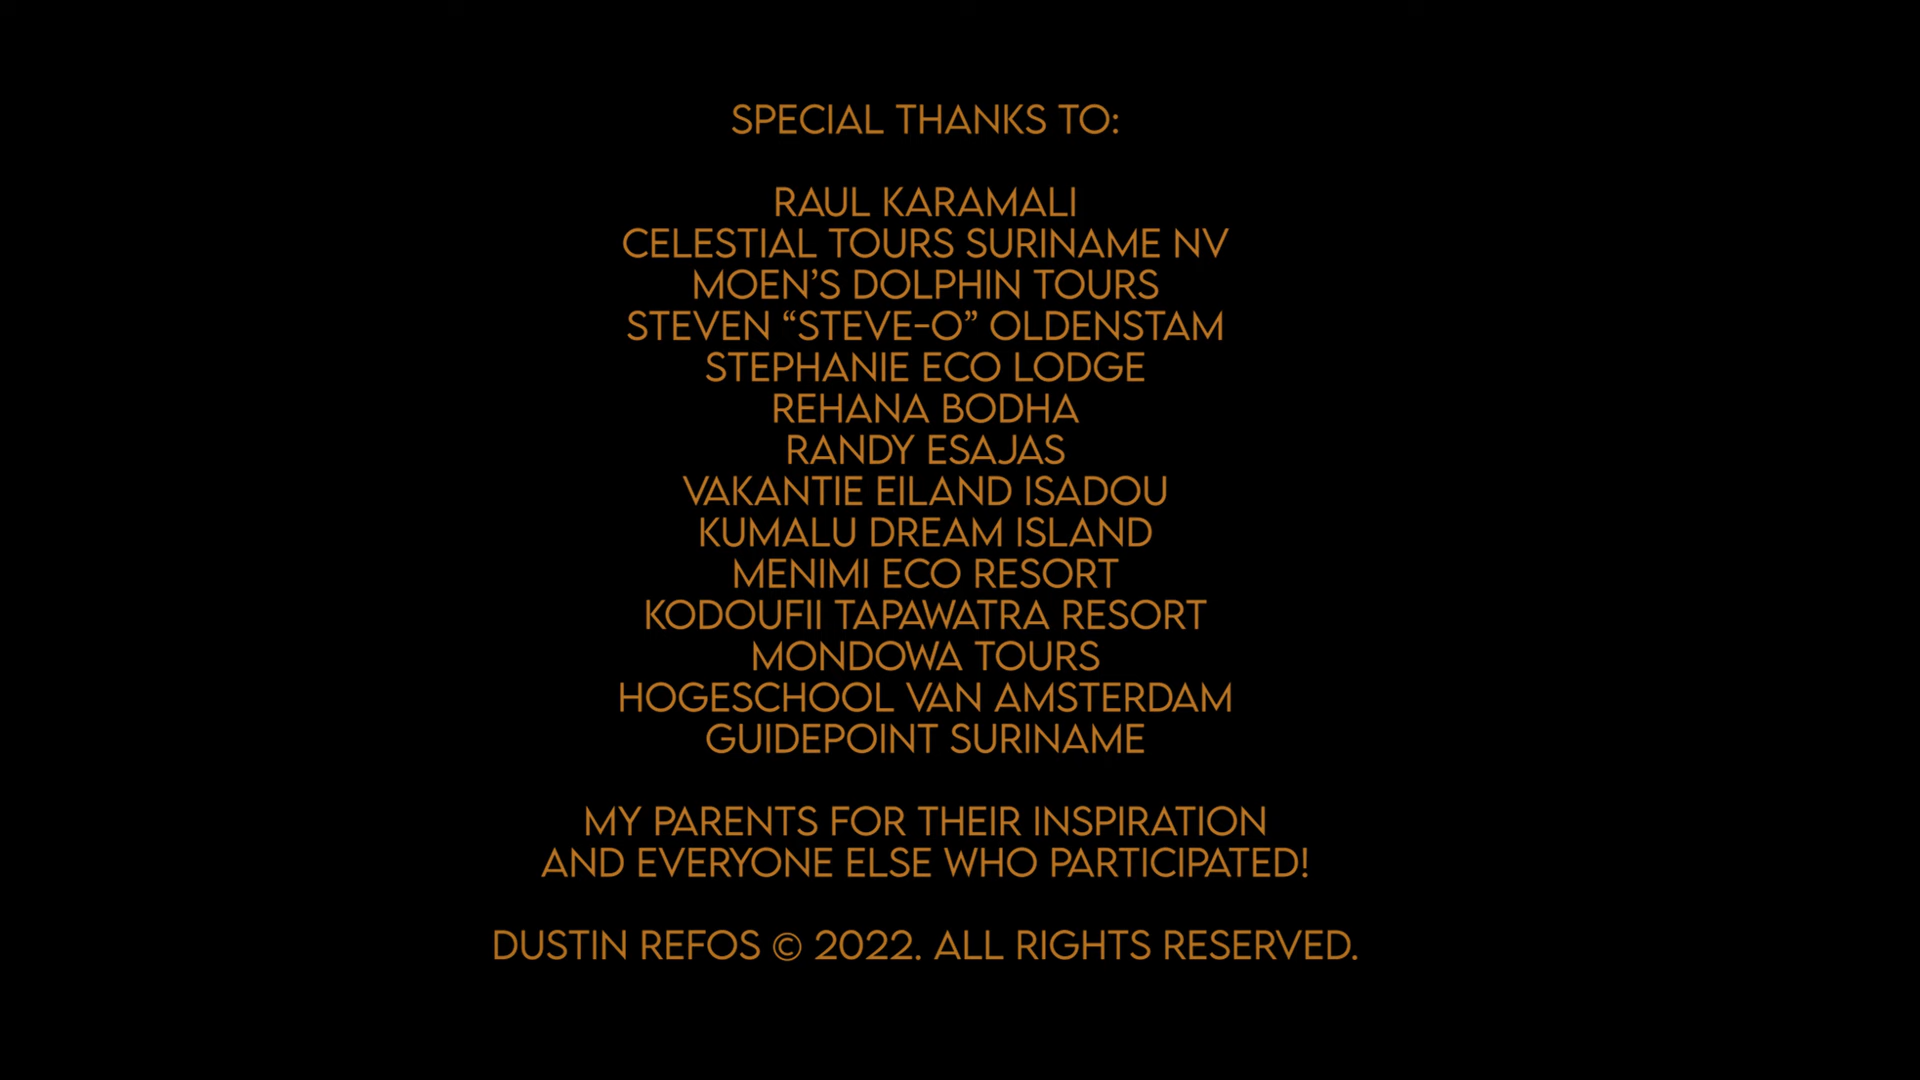 SPECIAL THANKS TO:
RAUL KARAMALI
CELESTIAL TOURS SURINAME NV
MOEN’S DOLPHIN TOURS
STEVEN “STEVE-O” OLDENSTAM
STEPHANIE ECO LODGE
REHANA BODHA
RANDY ESAJAS
VAKANTIE EILAND ISADOU
KUMALU DREAM ISLAND
MENIMI ECO RESORT
KODOUFII TAPAWATRA RESORT
MONDOWA TOURS
HOGESCHOOL VAN AMSTERDAM
GUIDEPOINT SURINAME
MY PARENTS FOR THEIR INSPIRATION
AND EVERYONE ELSE WHO PARTICIPATED!
DUSTIN REFOS © 2022. ALL RIGHTS RESERVED.